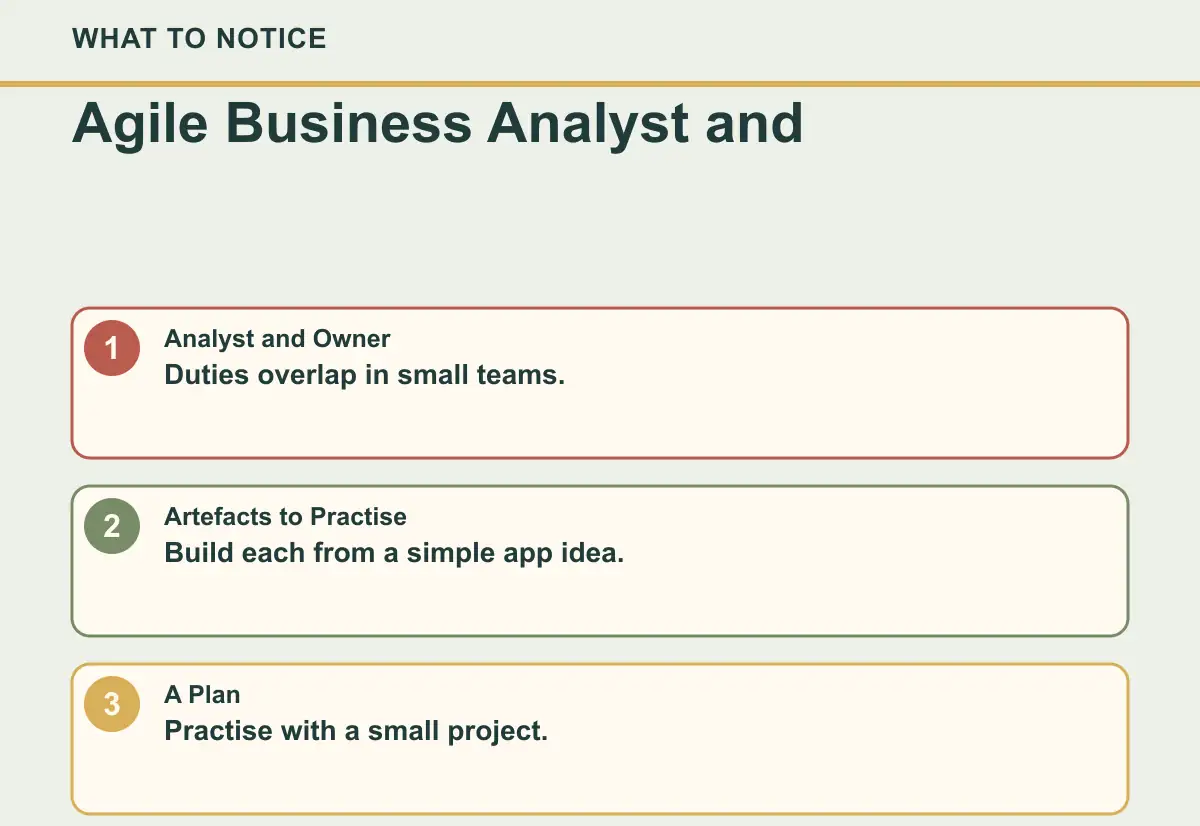 WHAT TO NOTICE
Agile Business Analyst and
1
Analyst and Owner
Duties overlap in small teams.
2
Artefacts to Practise
Build each from a simple app idea.
3
A Plan
Practise with a small project.